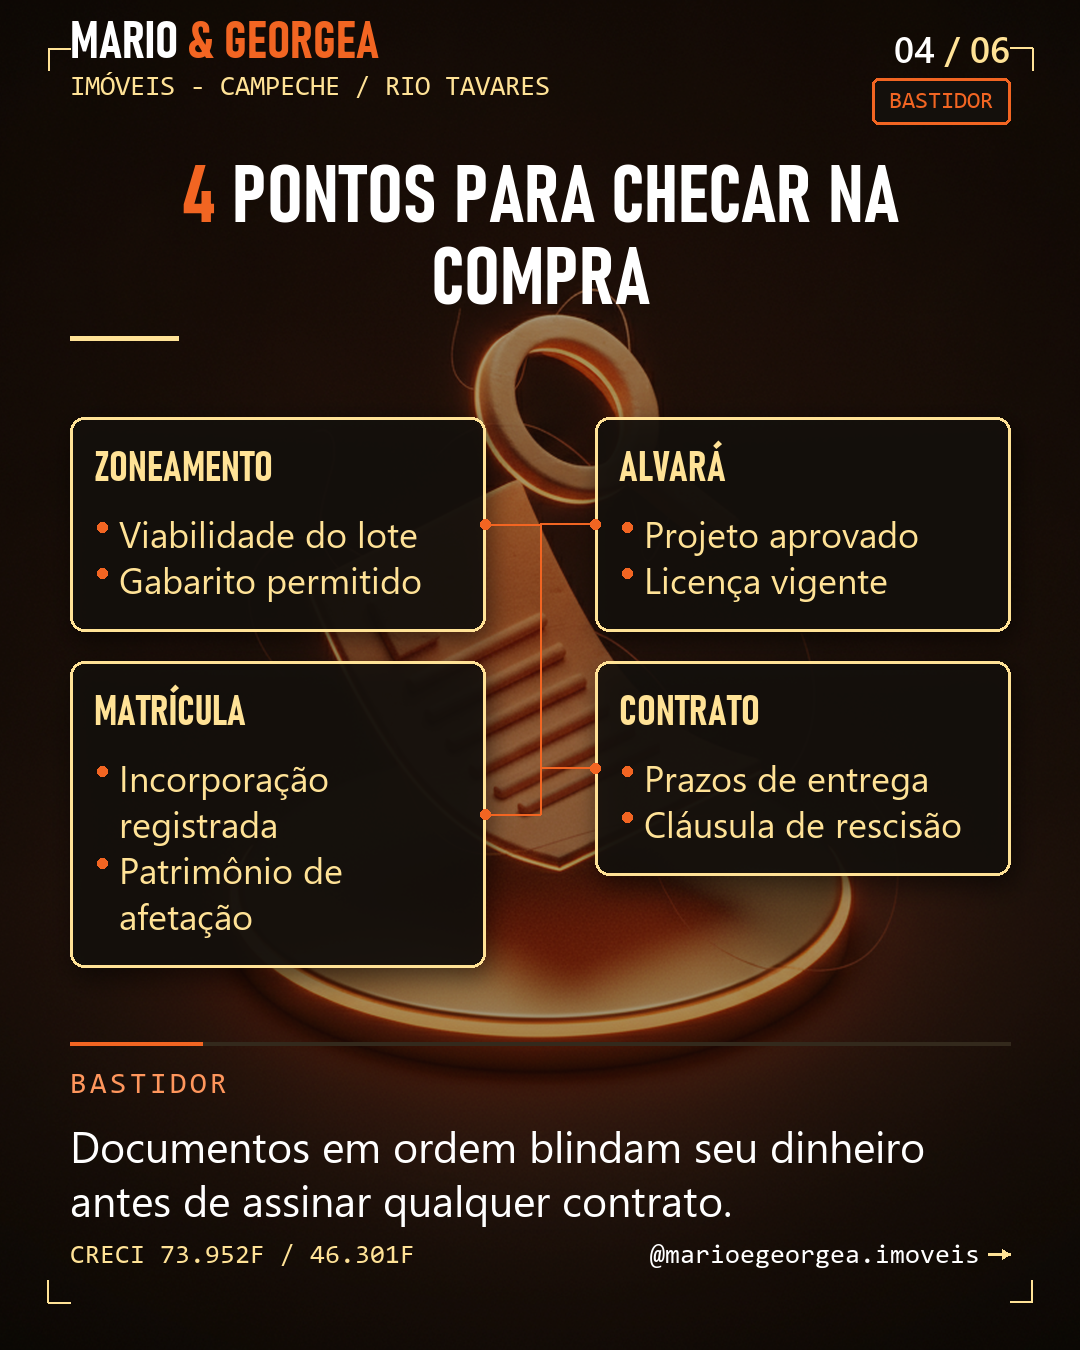 MARIO & GEORGEA
IMÓVEIS - CAMPECHE / RIO TAVARES
04 / 06
BASTIDOR
4 PONTOS PARA CHECAR NA
COMPRA
ZONEAMENTO
• Viabilidade do lote
• Gabarito permitido
ALVARÁ
• Projeto aprovado
• Licença vigente
MATRÍCULA
• Incorporação
registrada
• Patrimônio de
afetação
CONTRATO
• Prazos de entrega
• Cláusula de rescisão
BASTIDOR
Documentos em ordem blindam seu dinheiro
antes de assinar qualquer contrato.
CRECI 73.952F / 46.301F
@marioegeorgea.imoveis →